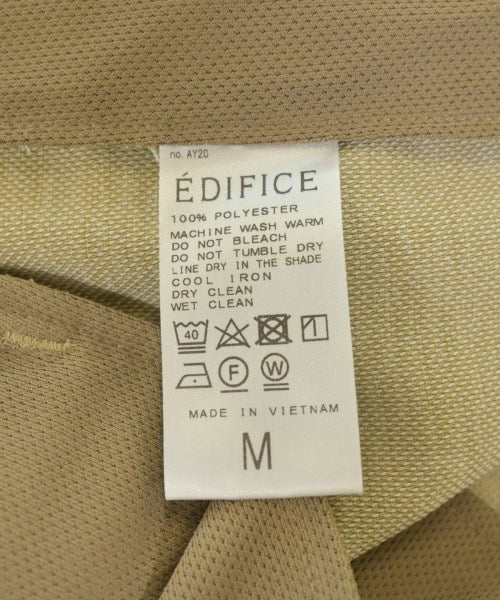 no. AY20
ÉDIFICE
100% POLYESTER
MACHINE WASH WARM
DO NOT BLEACH
DO NOT TUMBLE DRY
LINE DRY IN THE SHADE
COOL IRON
DRY CLEAN
WET CLEAN
40
F W
MADE IN VIETNAM
M